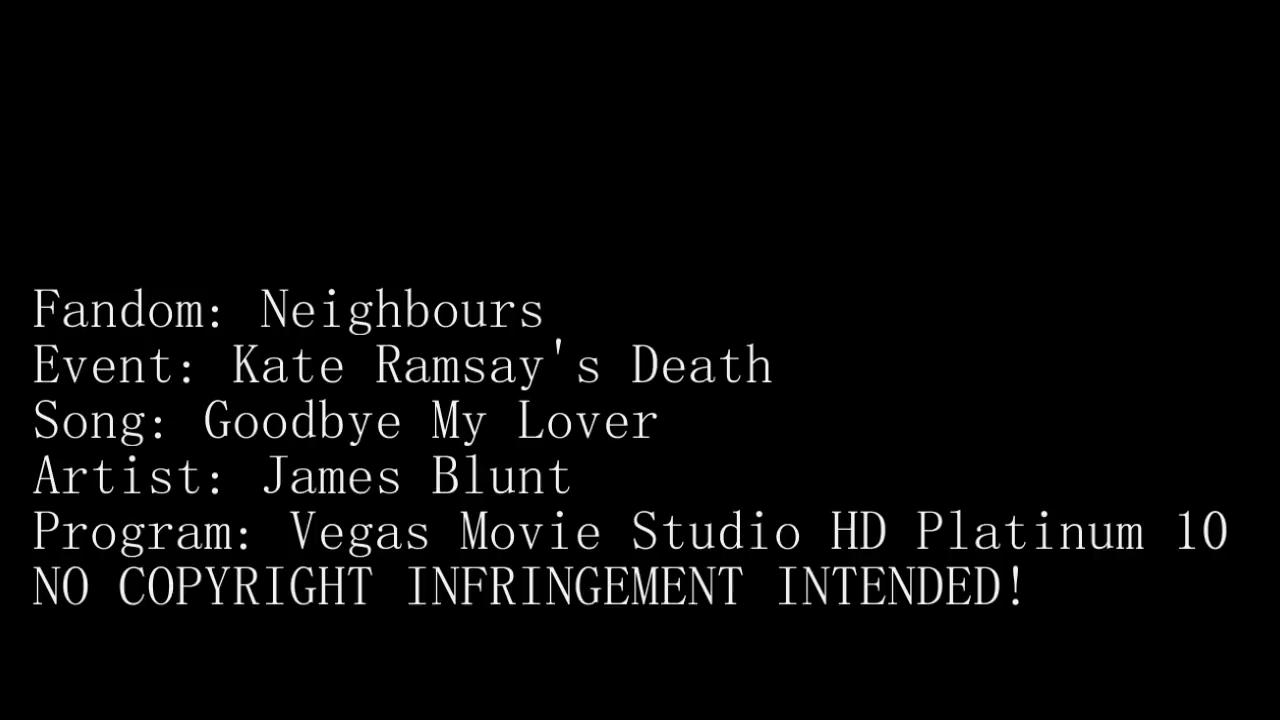 Fandom: Neighbours
Event: Kate Ramsay's Death
Song: Goodbye My Lover
Artist: James Blunt
Program: Vegas Movie Studio HD Platinum 10
NO COPYRIGHT INFRINGEMENT INTENDED!